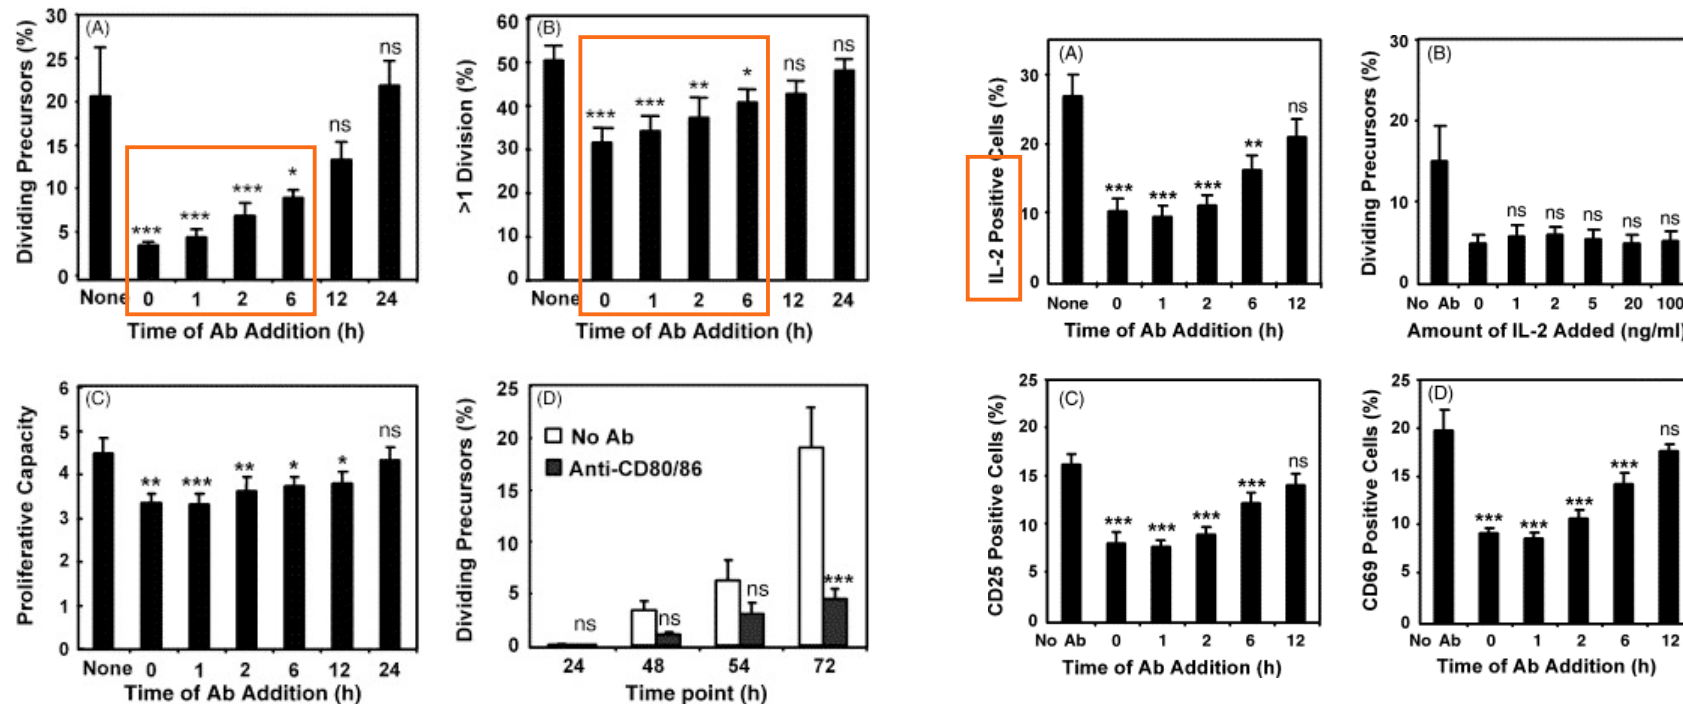 (A)
Dividing Precursors (%)
30
25
20
15
10
5
0
***
***
***
*
ns
ns
None 0 1 2 6 12 24
Time of Ab Addition (h)
(B)
>1 Division (%)
60
50
40
30
20
10
0
***
***
**
*
ns
ns
None 0 1 2 6 12 24
Time of Ab Addition (h)
(A)
IL-2 Positive Cells (%)
30
20
10
0
***
***
***
**
ns
None 0 1 2 6 12
Time of Ab Addition (h)
(B)
Dividing Precursors (%)
30
20
10
0
ns
ns
ns
ns
ns
No Ab 0 1 2 5 20 100
Amount of IL-2 Added (ng/ml)
(C)
Proliferative Capacity
6
5
4
3
2
1
0
**
***
**
*
*
ns
None 0 1 2 6 12 24
Time of Ab Addition (h)
(D)
Dividing Precursors (%)
25
20
15
10
5
0
No Ab
Anti-CD80/86
ns
ns
ns
***
24 48 54 72
Time point (h)
(C)
CD25 Positive Cells (%)
25
20
15
10
5
0
***
***
***
***
ns
No Ab 0 1 2 6 12
Time of Ab Addition (h)
(D)
CD69 Positive Cells (%)
25
20
15
10
5
0
***
***
***
***
ns
No Ab 0 1 2 6 12
Time of Ab Addition (h)